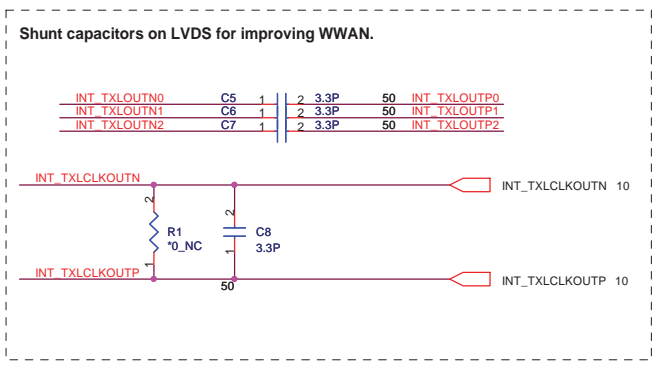 Shunt capacitors on LVDS for improving WWAN.
INT_TXLOUTN0 C5 1 2 3.3P 50 INT_TXLOUTP0
INT_TXLOUTN1 C6 1 2 3.3P 50 INT_TXLOUTP1
INT_TXLOUTN2 C7 1 2 3.3P 50 INT_TXLOUTP2
INT_TXLCLKOUTN INT_TXLCLKOUTN 10
2 2
R1 C8
*0_NC 3.3P
1 1
INT_TXLCLKOUTP INT_TXLCLKOUTP 10
50